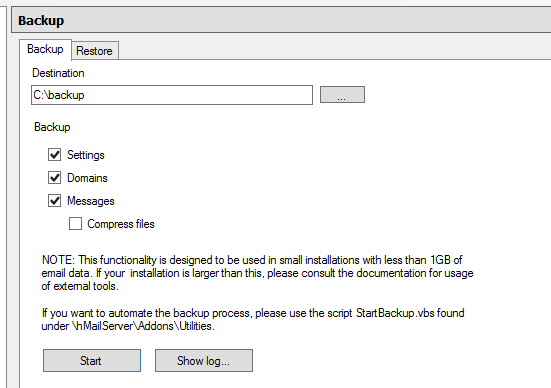 Backup
Backup Restore
Destination
C:\backup ...
Backup
Settings
Domains
Messages
Compress files
NOTE: This functionality is designed to be used in small installations with less than 1GB of
email data. If your installation is larger than this, please consult the documentation for usage
of external tools.
If you want to automate the backup process, please use the script StartBackup.vbs found
under \hMailServer\Addons\Utilities.
Start Show log...